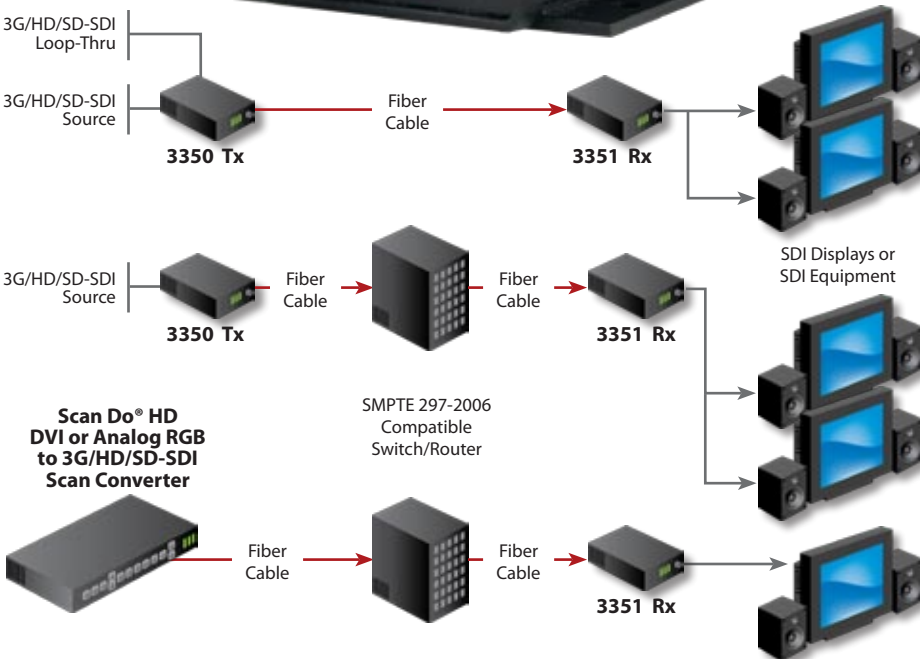 3G/HD/SD-SDI
Loop-Thru
3G/HD/SD-SDI
Source
3350 Tx
Fiber
Cable
3351 Rx
SDI Displays or
SDI Equipment
3G/HD/SD-SDI
Source
3350 Tx
Fiber
Cable
Fiber
Cable
3351 Rx
SMPTE 297-2006
Compatible
Switch/Router
Scan Do® HD
DVI or Analog RGB
to 3G/HD/SD-SDI
Scan Converter
Fiber
Cable
Fiber
Cable
3351 Rx